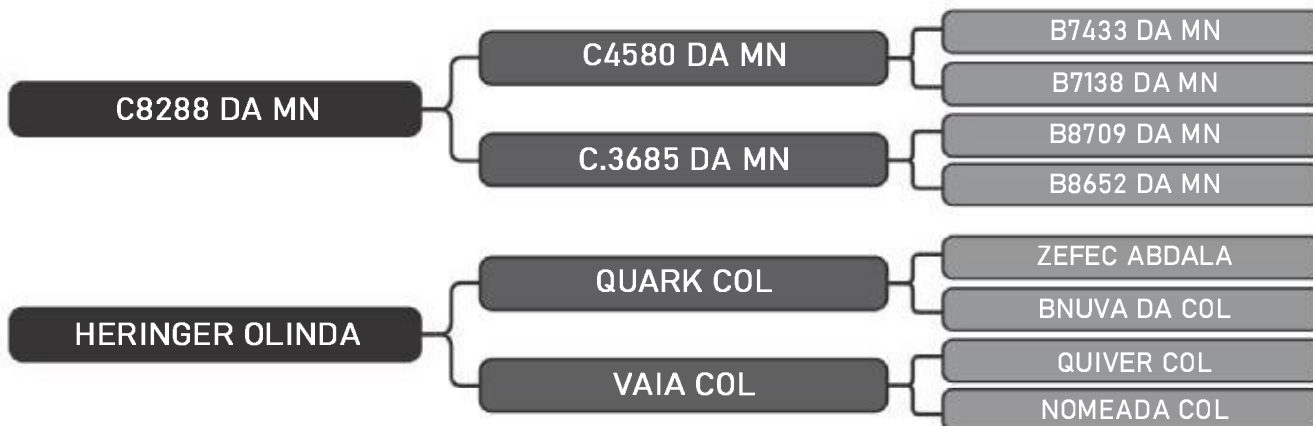 B7433 DA MN
C4580 DA MN
B7138 DA MN
C8288 DA MN
B8709 DA MN
C.3685 DA MN
B8652 DA MN
ZEFEC ABDALA
QUARK COL
BNUVA DA COL
HERINGER OLINDA
QUIVER COL
VAIA COL
NOMEADA COL